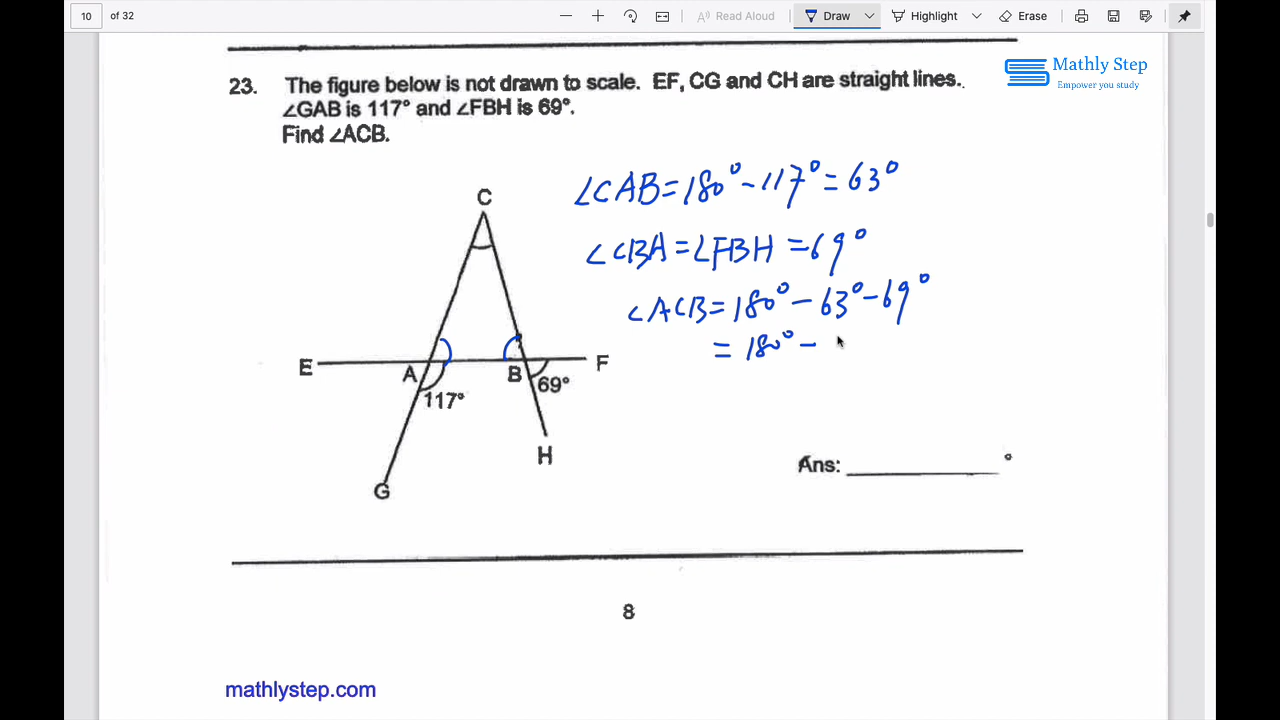 10 of 32
Read Aloud Draw Highlight Erase
Mathly Step
Empower you study
23. The figure below is not drawn to scale. EF, CG and CH are straight lines.
∠GAB is 117° and ∠FBH is 69°.
Find ∠ACB.
∠CAB=180°-117°=63°
∠CBA=∠FBH=69°
∠ACB=180°-63°-69°
=180°-
C
E
A
B
F
117°
69°
H
G
Ans: ____________ °
8
mathlystep.com